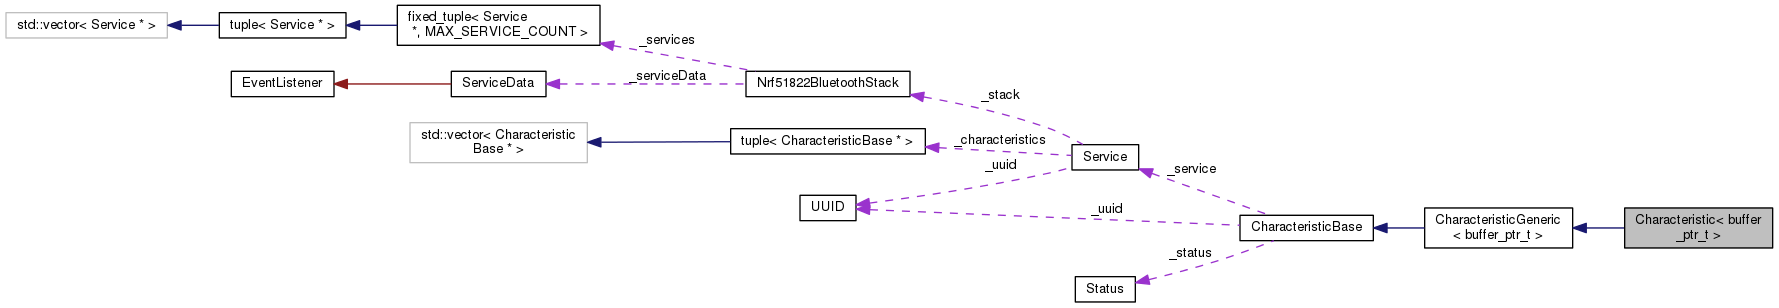 std::vector< Service * >
tuple< Service * >
fixed_tuple< Service
*, MAX_SERVICE_COUNT >
_services
EventListener
ServiceData
_serviceData
Nrf51822BluetoothStack
_stack
std::vector< Characteristic
Base * >
tuple< CharacteristicBase * >
_characteristics
Service
_uuid
_service
UUID
_uuid
CharacteristicBase
CharacteristicGeneric
< buffer_ptr_t >
Characteristic< buffer
_ptr_t >
_status
Status